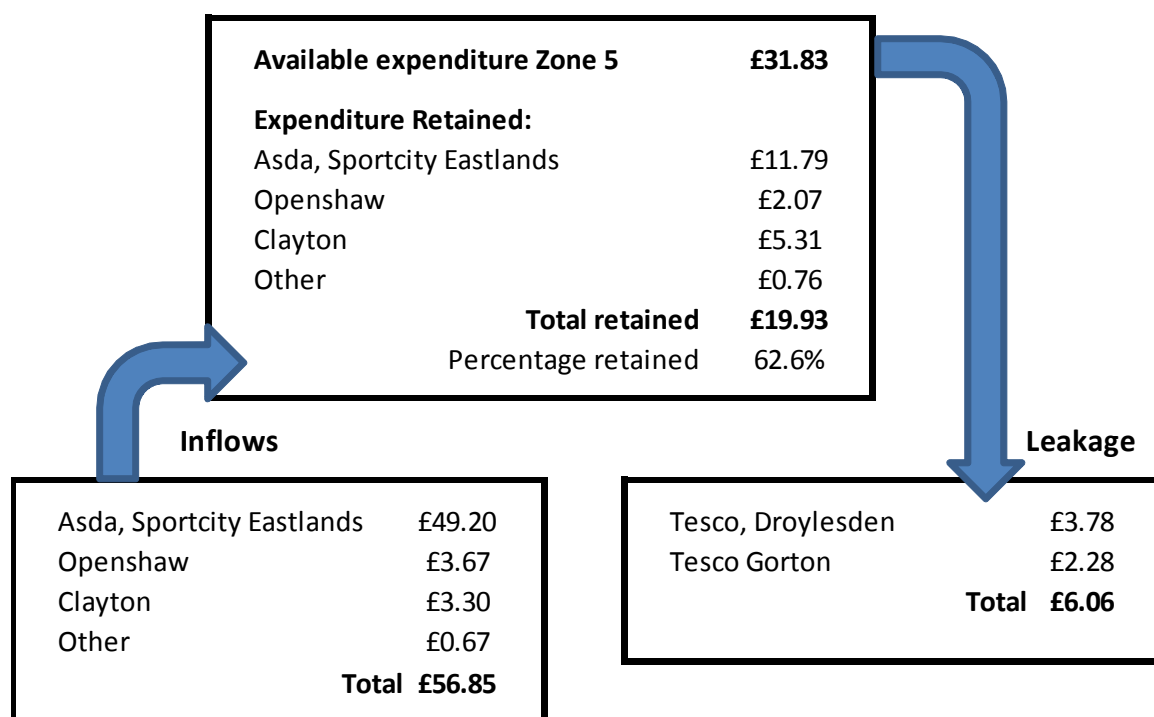 Available expenditure Zone 5 £31.83
Expenditure Retained:
Asda, Sportcity Eastlands £11.79
Openshaw £2.07
Clayton £5.31
Other £0.76
Total retained £19.93
Percentage retained 62.6%
Inflows
Asda, Sportcity Eastlands £49.20
Openshaw £3.67
Clayton £3.30
Other £0.67
Total £56.85
Leakage
Tesco, Droylesden £3.78
Tesco Gorton £2.28
Total £6.06